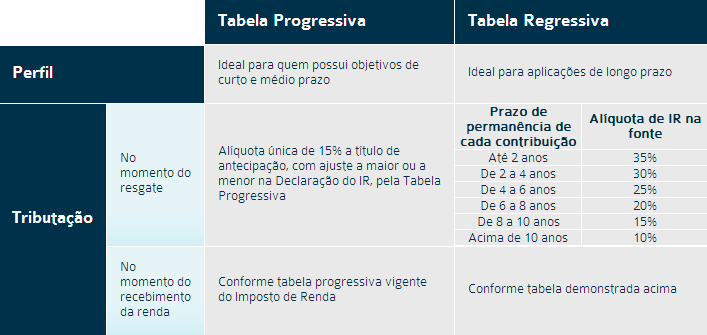 Tabela Progressiva
Tabela Regressiva
Perfil
Ideal para quem possui objetivos de
curto e médio prazo
Ideal para aplicações de longo prazo
Tributação
No
momento do
resgate
Alíquota única de 15% a título de
antecipação, com ajuste a maior ou a
menor na Declaração do IR, pela Tabela
Progressiva
Prazo de
permanência de
cada contribuição
Alíquota de IR na
fonte
Até 2 anos 35%
De 2 a 4 anos 30%
De 4 a 6 anos 25%
De 6 a 8 anos 20%
De 8 a 10 anos 15%
Acima de 10 anos 10%
No
momento do
recebimento
da renda
Conforme tabela progressiva vigente
do Imposto de Renda
Conforme tabela demonstrada acima